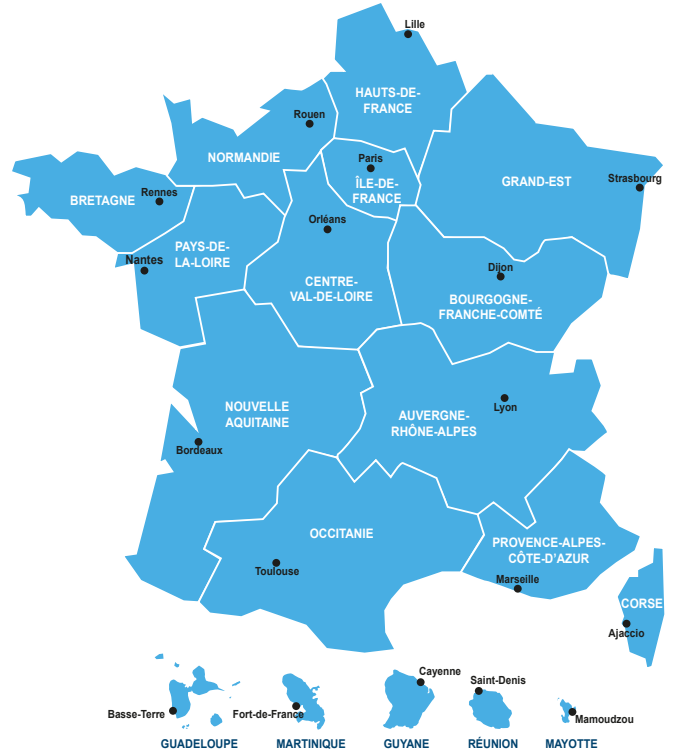 Lille
HAUTS-DE-
FRANCE
Rouen
NORMANDIE
Paris
ÎLE-DE-
FRANCE
GRAND-EST
Strasbourg
BRETAGNE
Rennes
Orléans
PAYS-DE-
LA-LOIRE
Nantes
CENTRE-
VAL-DE-LOIRE
Dijon
BOURGOGNE-
FRANCHE-COMTÉ
NOUVELLE
AQUITAINE
Bordeaux
AUVERGNE-
RHÔNE-ALPES
Lyon
OCCITANIE
Toulouse
PROVENCE-ALPES-
CÔTE-D'AZUR
Marseille
CORSE
Ajaccio
Basse-Terre
GUADELOUPE
Fort-de-France
MARTINIQUE
Cayenne
GUYANE
Saint-Denis
RÉUNION
Mamoudzou
MAYOTTE